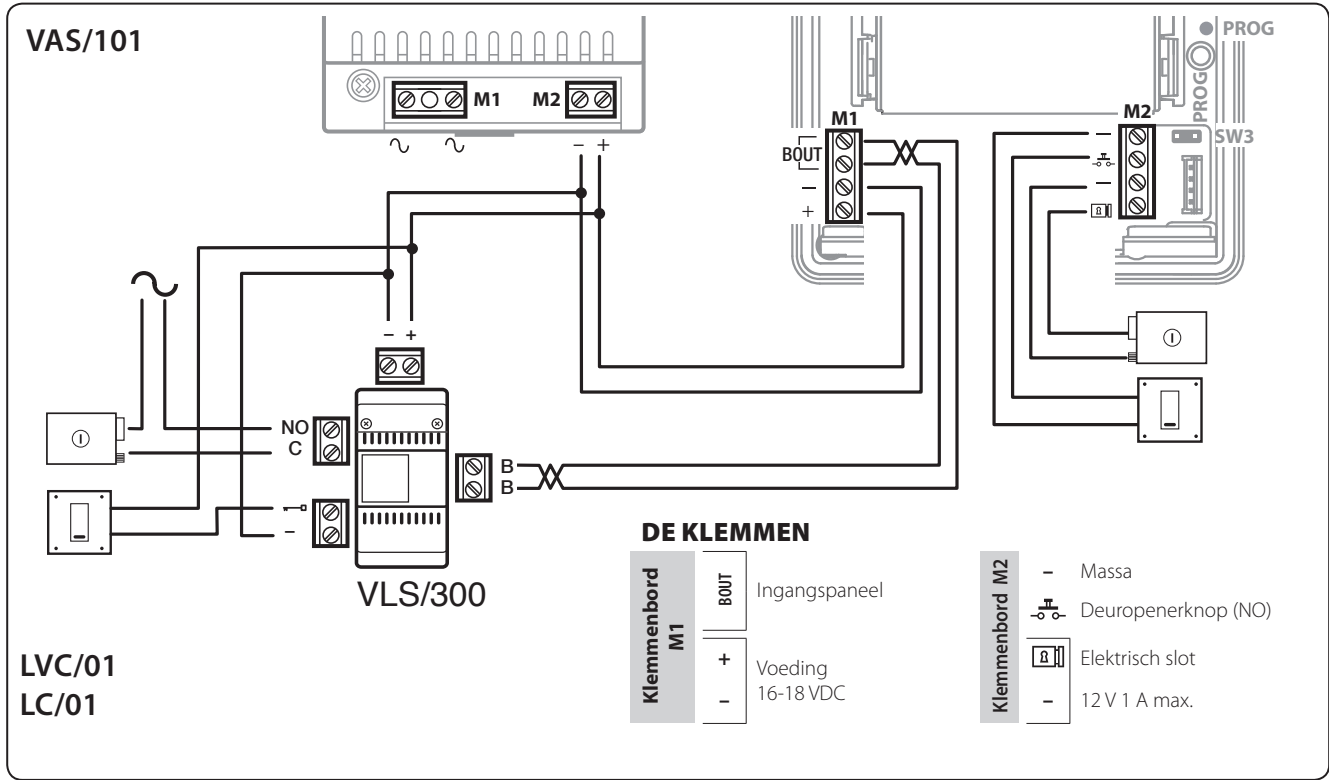 VAS/101
M1
M2
– +
PROG
PROG
SW3
M1
BOUT
–
+
M2
–
–
– +
NO
C
–
B
B
VLS/300
LVC/01
LC/01
DE KLEMMEN
Klemmenbord
M1
BOUT
Ingangspaneel
+
–
Voeding
16-18 VDC
Klemmenbord M2
– Massa
Deuropenerknop (NO)
Elektrisch slot
– 12 V 1 A max.